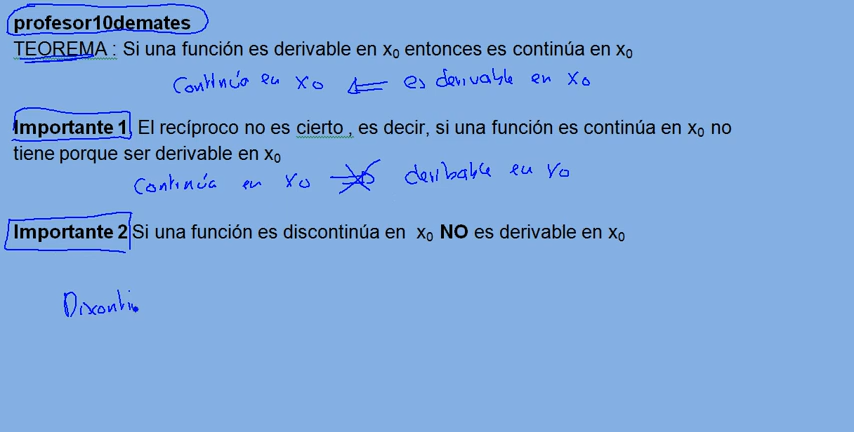 profesor10demates
TEOREMA : Si una función es derivable en x₀ entonces es continúa en x₀
Continúa en x₀ ⇐ es derivable en x₀
Importante 1 El recíproco no es cierto , es decir, si una función es continúa en x₀ no
tiene porque ser derivable en x₀
Continúa en x₀ ⇏ deribable en x₀
Importante 2 Si una función es discontinúa en x₀ NO es derivable en x₀
Dixonti